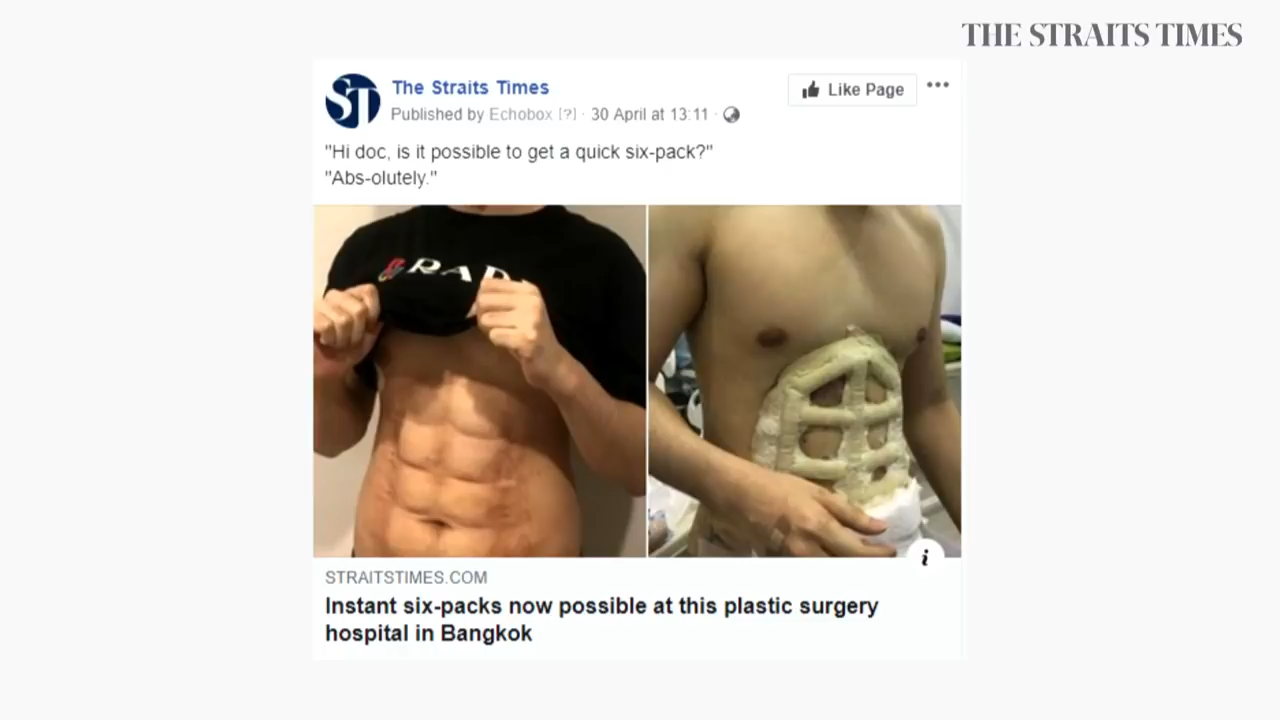 THE STRAITS TIMES
ST
The Straits Times
Like Page
Published by Echobox [?] · 30 April at 13:11 ·
"Hi doc, is it possible to get a quick six-pack?"
"Abs-olutely."
RAD
i
STRAITSTIMES.COM
Instant six-packs now possible at this plastic surgery
hospital in Bangkok